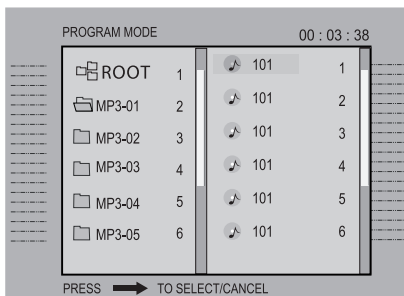 PROGRAM MODE 00 : 03 : 38
ROOT 1 101 1
MP3-01 2 101 2
MP3-02 3 101 3
MP3-03 4 101 4
MP3-04 5 101 5
MP3-05 6 101 6
PRESS TO SELECT/CANCEL